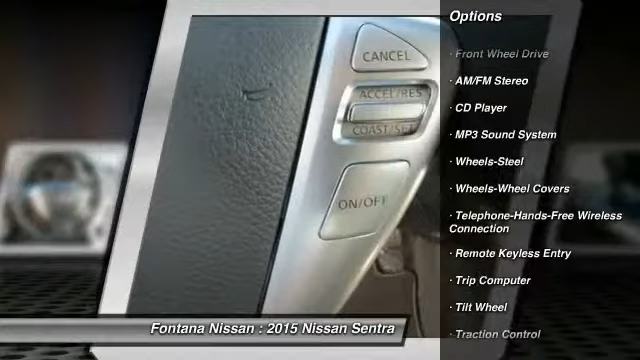 Options
· Front Wheel Drive
· AM/FM Stereo
· CD Player
· MP3 Sound System
· Wheels-Steel
· Wheels-Wheel Covers
· Telephone-Hands-Free Wireless
Connection
· Remote Keyless Entry
· Trip Computer
· Tilt Wheel
· Traction Control
CANCEL
ACCEL/RES
COAST/SET
ON/OFF
Fontana Nissan : 2015 Nissan Sentra